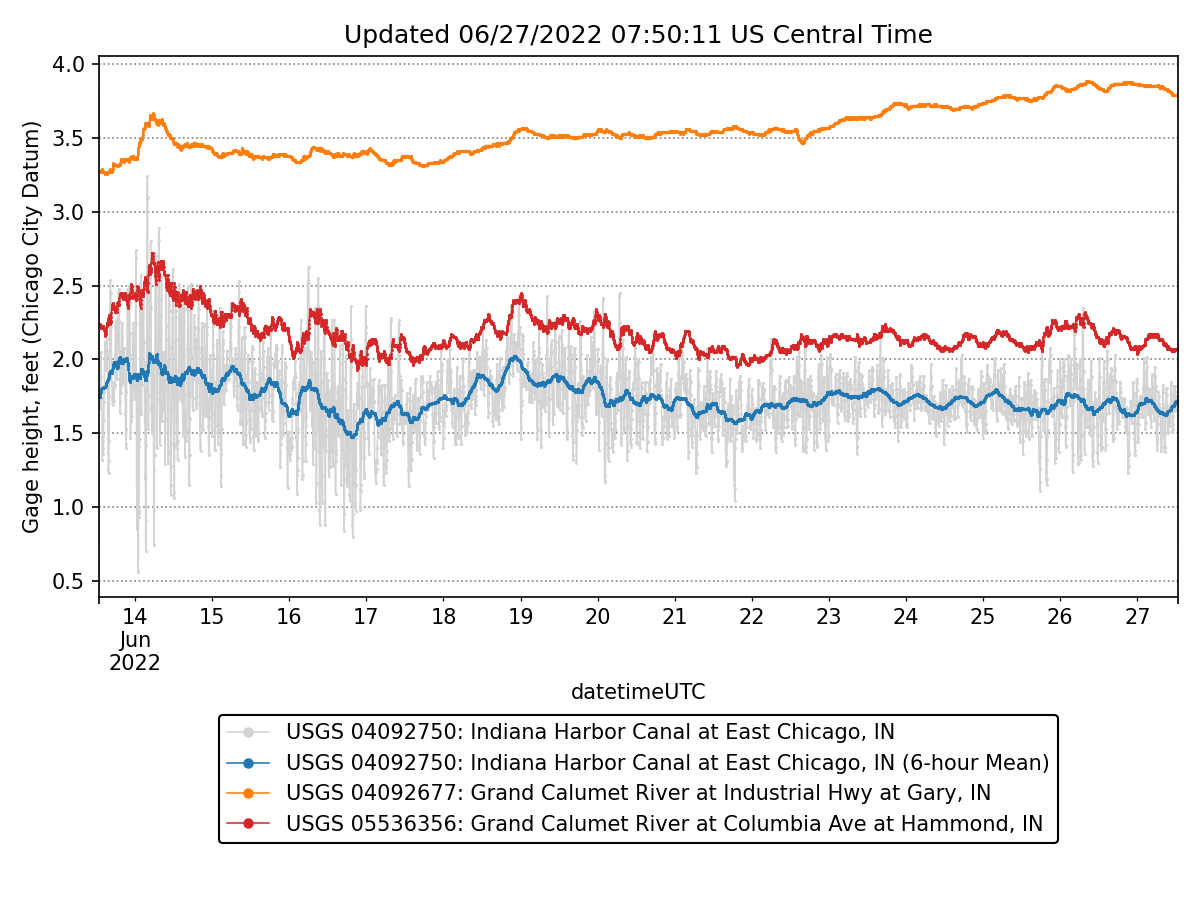 Updated 06/27/2022 07:50:11 US Central Time
Gage height, feet (Chicago City Datum)
4.0
3.5
3.0
2.5
2.0
1.5
1.0
0.5
14 15 16 17 18 19 20 21 22 23 24 25 26 27
Jun
2022
datetimeUTC
USGS 04092750: Indiana Harbor Canal at East Chicago, IN
USGS 04092750: Indiana Harbor Canal at East Chicago, IN (6-hour Mean)
USGS 04092677: Grand Calumet River at Industrial Hwy at Gary, IN
USGS 05536356: Grand Calumet River at Columbia Ave at Hammond, IN